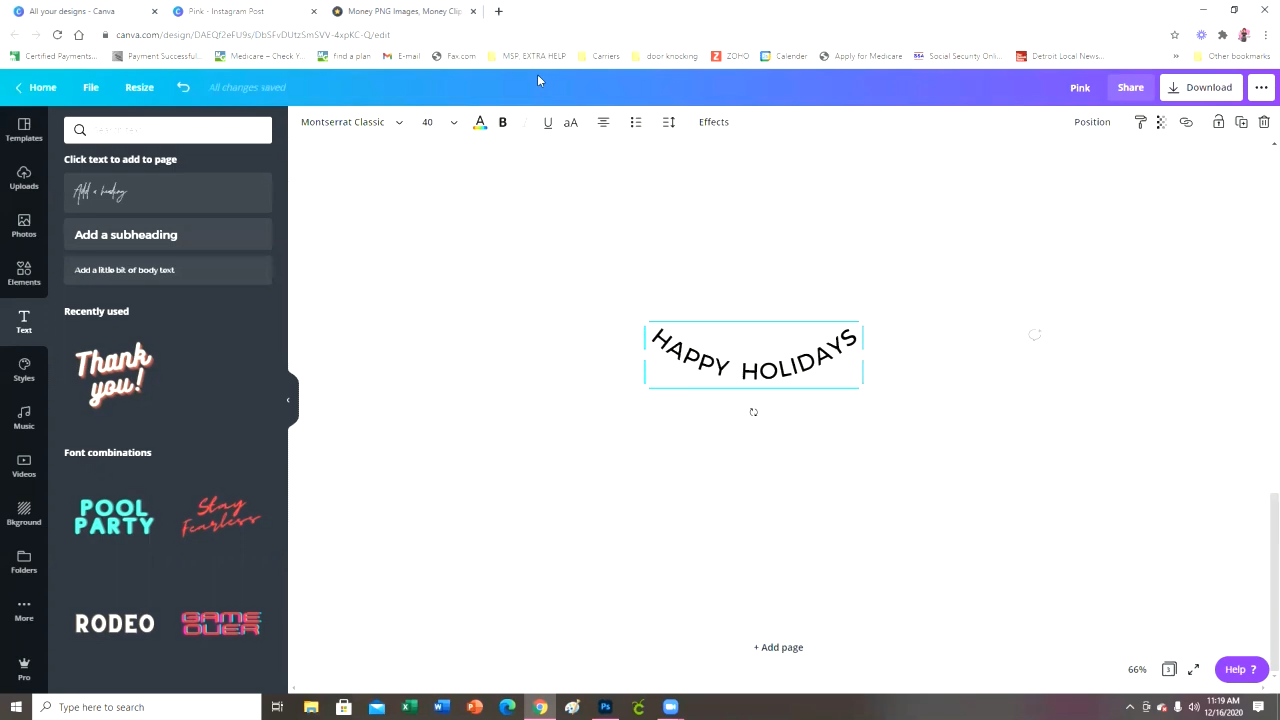 All your designs - Canva
Pink - Instagram Post
Money PNG Images, Money Clip
canva.com/design/DAEQf2eFU9s/DbSFvDUtzSmSVV-4xpKC-Q/edit
Certified Payments...
Payment Successful...
Medicare – Check Y...
find a plan
E-mail
Fax.com
MSP EXTRA HELP
Carriers
door knocking
ZOHO
Calender
Apply for Medicare
Social Security Onli...
Detroit Local News...
Other bookmarks
Home
File
Resize
All changes saved
Pink
Share
Download
Montserrat Classic
40
A
B
U
aA
Effects
Position
Templates
Uploads
Photos
Elements
Text
Styles
Music
Videos
Bkground
Folders
More
Pro
Click text to add to page
Add a heading
Add a subheading
Add a little bit of body text
Recently used
Thank
you!
Font combinations
POOL
PARTY
Stay
Fearless
RODEO
GAME
OVER
HAPPY HOLIDAYS
+ Add page
66%
3
Help ?
Type here to search
11:19 AM
12/16/2020